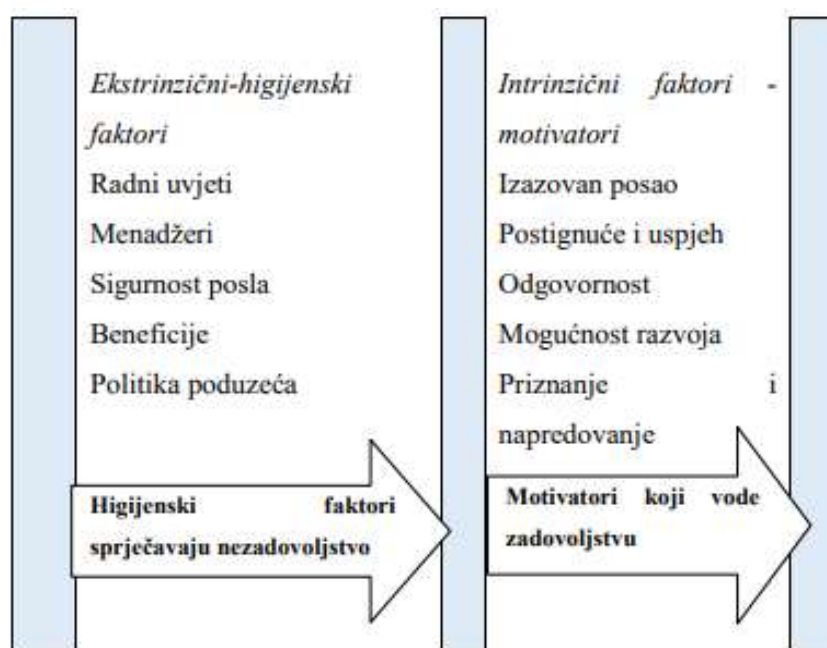 Ekstrinzični-higijenski
faktori
Radni uvjeti
Menadžeri
Sigurnost posla
Beneficije
Politika poduzeća
Higijenski faktori
sprječavaju nezadovoljstvo
Intrinzični faktori -
motivatori
Izazovan posao
Postignuće i uspjeh
Odgovornost
Mogućnost razvoja
Priznanje i
napredovanje
Motivatori koji vode
zadovoljstvu